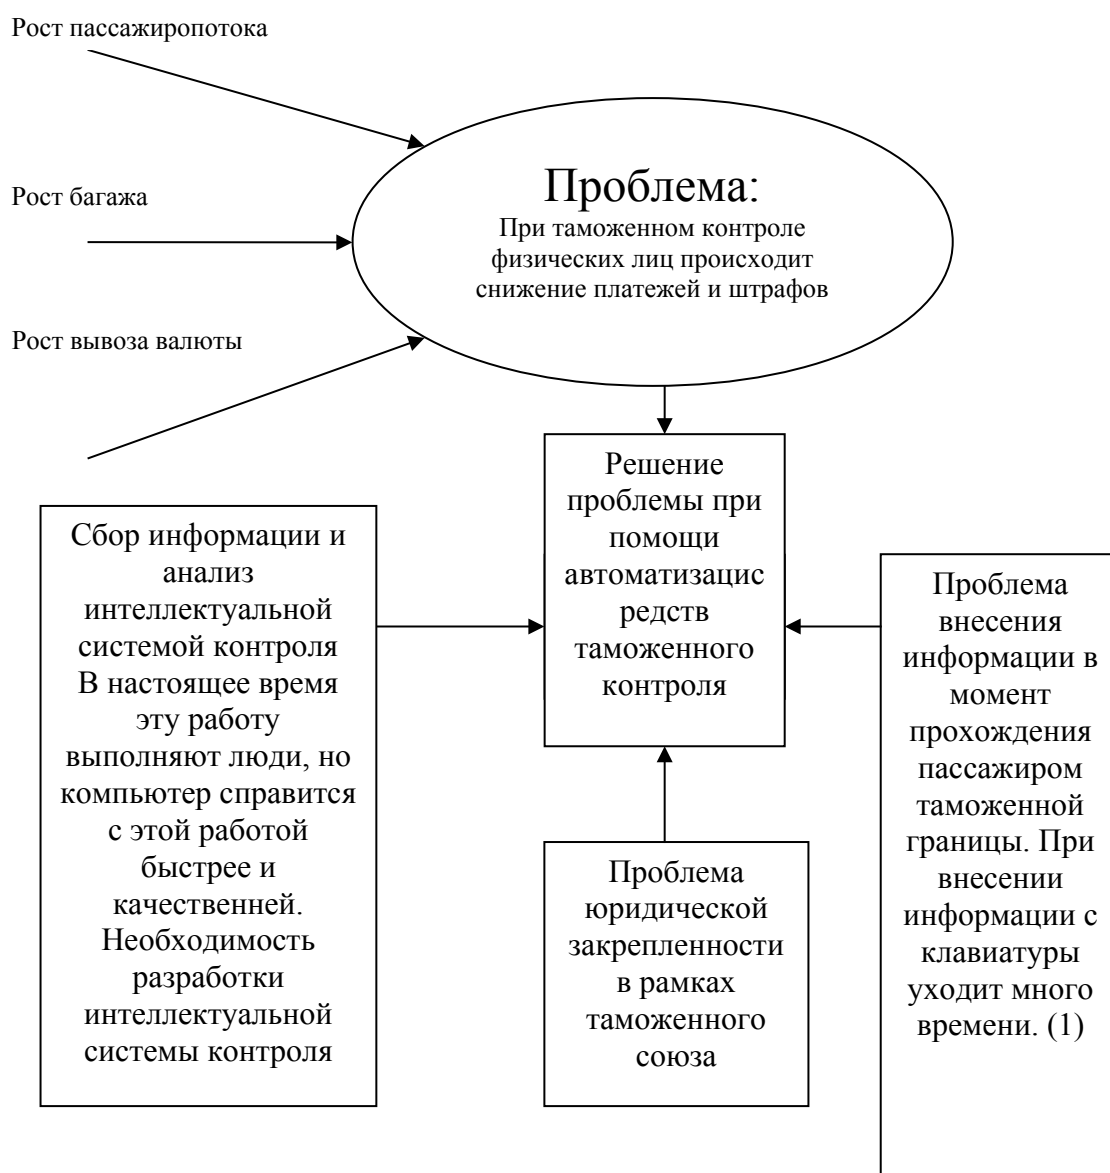 Рост пассажиропотока
Рост багажа
Рост вывоза валюты
Проблема:
При таможенном контроле
физических лиц происходит
снижение платежей и штрафов
Решение
проблемы при
помощи
автоматизацис
редств
таможенного
контроля
Сбор информации и
анализ
интеллектуальной
системой контроля
В настоящее время
эту работу
выполняют люди, но
компьютер справится
с этой работой
быстрее и
качественней.
Необходимость
разработки
интеллектуальной
системы контроля
Проблема
юридической
закрепленности
в рамках
таможенного
союза
Проблема
внесения
информации в
момент
прохождения
пассажиром
таможенной
границы. При
внесении
информации с
клавиатуры
уходит много
времени. (1)